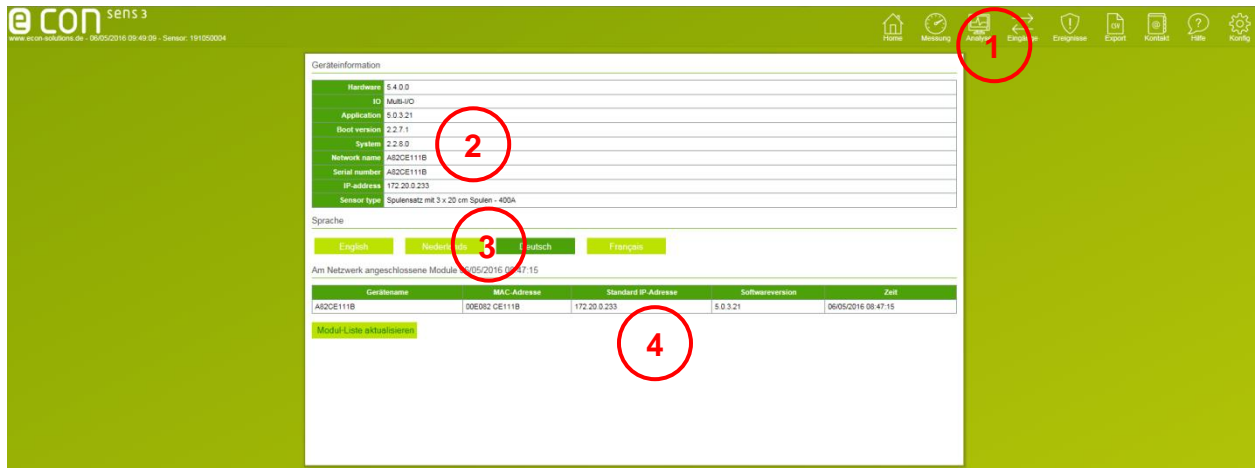 e con sens 3
www.econ-solutions.de - 06/05/2016 09:49:09 - Sensor: 191050004
Home Messung Analyse Eingänge Ereignisse Export Kontakt Hilfe Konfig
CSV
1
Geräteinformation
Hardware 5.4.0.0
IO Multi-I/O
Application 5.0.3.21
Boot version 2.2.7.1
System 2.2.8.0
2
Network name A82CE111B
Serial number A82CE111B
IP-address 172.20.0.233
Sensor type Spulensatz mit 3 x 20 cm Spulen - 400A
Sprache
English Nederlands Deutsch Français
3
Am Netzwerk angeschlossene Module 06/05/2016 08:47:15
Gerätename MAC-Adresse Standard IP-Adresse Softwareversion Zeit
A82CE111B 00E082 CE111B 172.20.0.233 5.0.3.21 06/05/2016 08:47:15
Modul-Liste aktualisieren
4